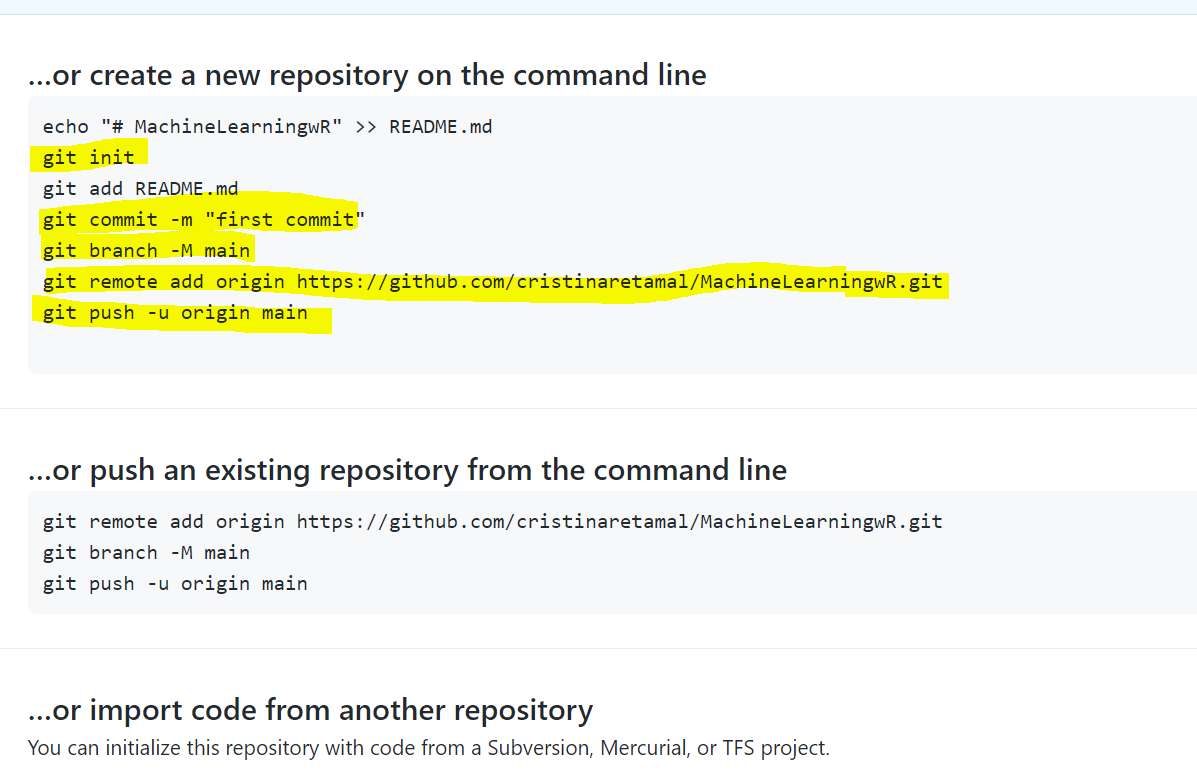 ...or create a new repository on the command line
echo "# MachineLearningwR" >> README.md
git init
git add README.md
git commit -m "first commit"
git branch -M main
git remote add origin https://github.com/cristinaretamal/MachineLearningwR.git
git push -u origin main
...or push an existing repository from the command line
git remote add origin https://github.com/cristinaretamal/MachineLearningwR.git
git branch -M main
git push -u origin main
...or import code from another repository
You can initialize this repository with code from a Subversion, Mercurial, or TFS project.